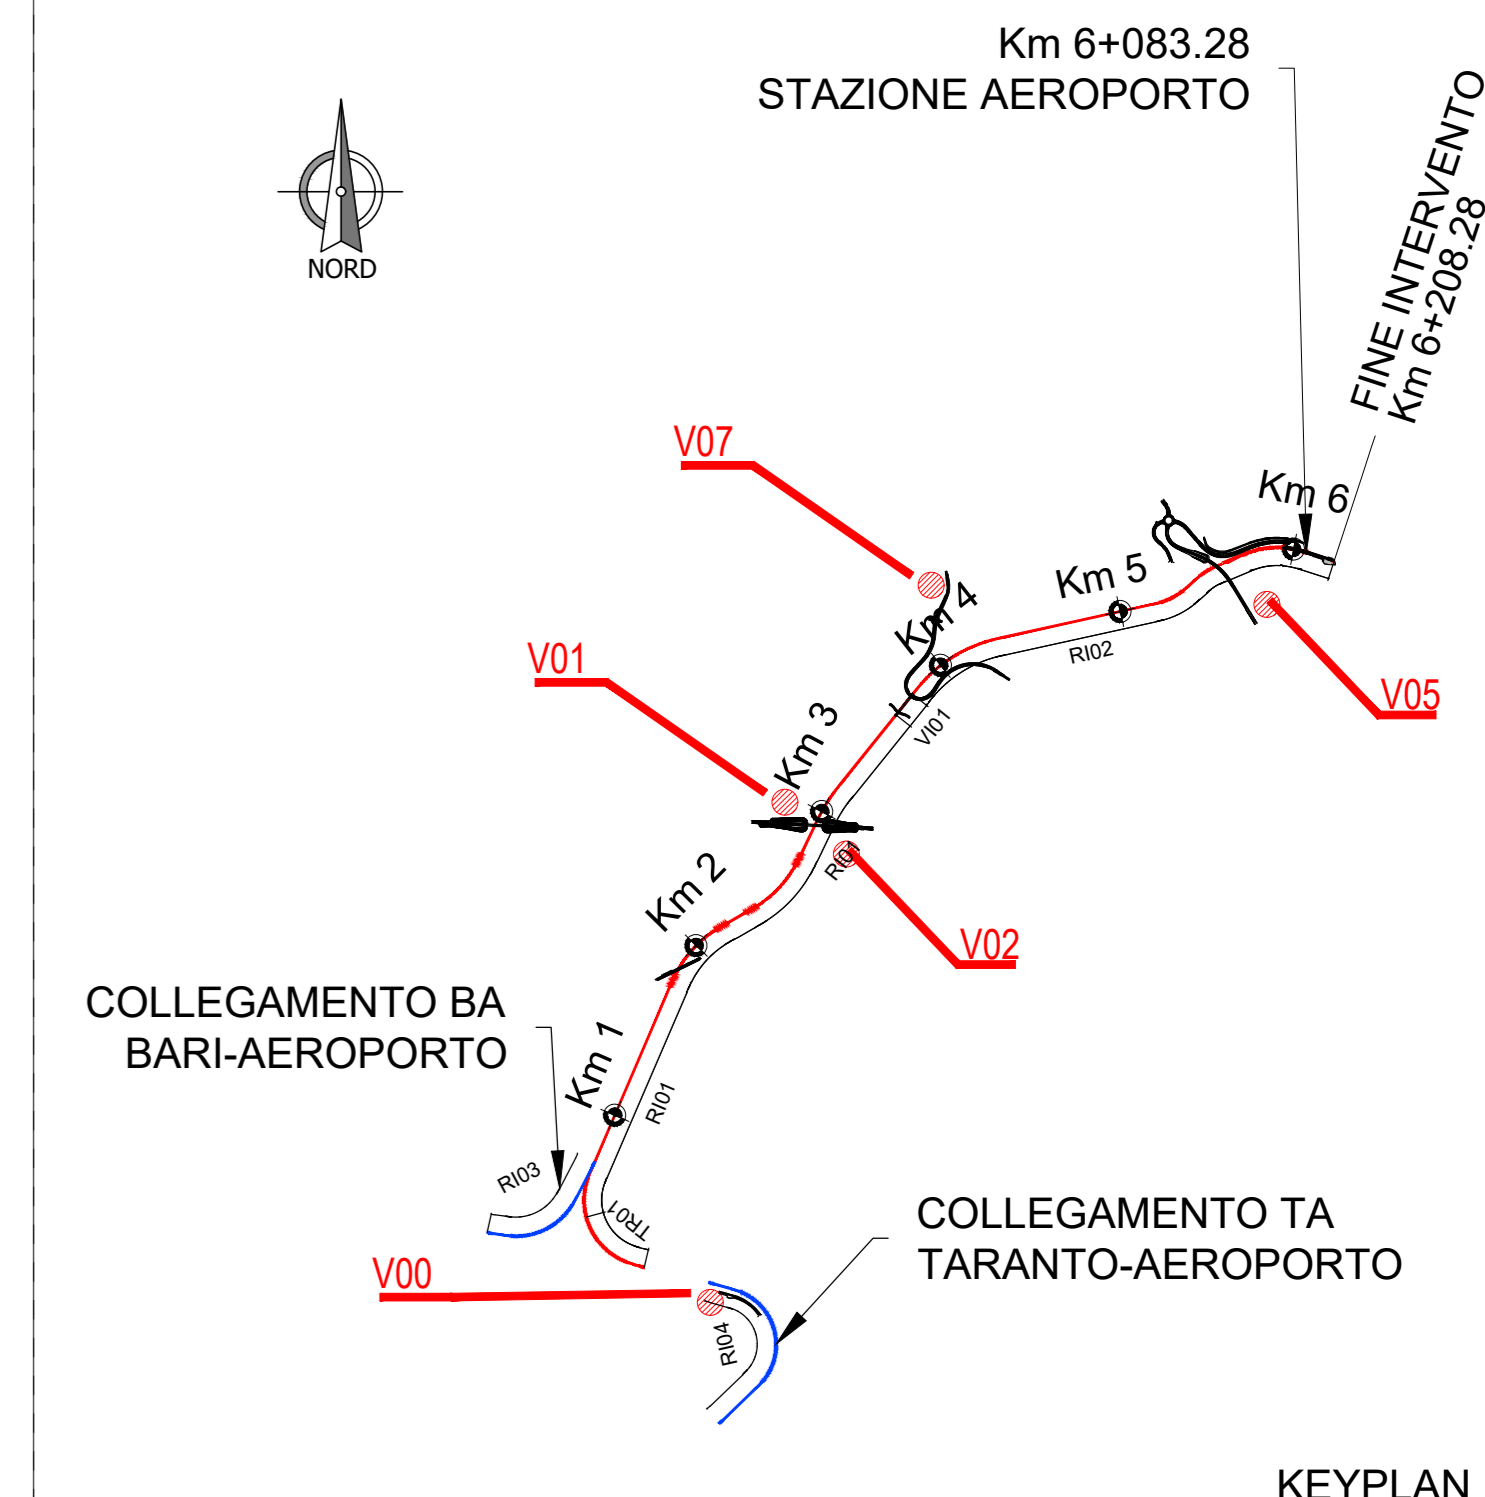 Km 6+083.28
STAZIONE AEROPORTO
FINE INTERVENTO
Km 6+208.28
NORD
V07
Km 6
Km 5
Km 4
RI02
V01
V05
Km 3
VI01
RI01
Km 2
V02
COLLEGAMENTO BA
BARI-AEROPORTO
Km 1
RI01
RI03
TR01
COLLEGAMENTO TA
TARANTO-AEROPORTO
V00
RI04
KEYPLAN